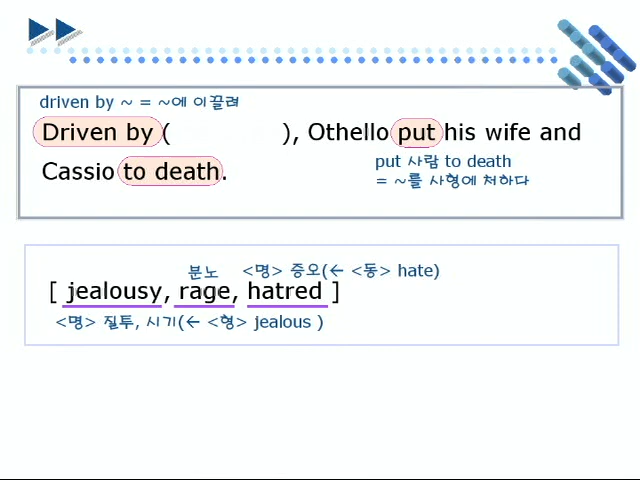 driven by ~ = ~에 이끌려
Driven by (                ), Othello put his wife and
Cassio to death.
put 사람 to death
= ~를 사형에 처하다
분노 <명> 증오(← <동> hate)
[ jealousy, rage, hatred ]
<명> 질투, 시기(← <형> jealous )